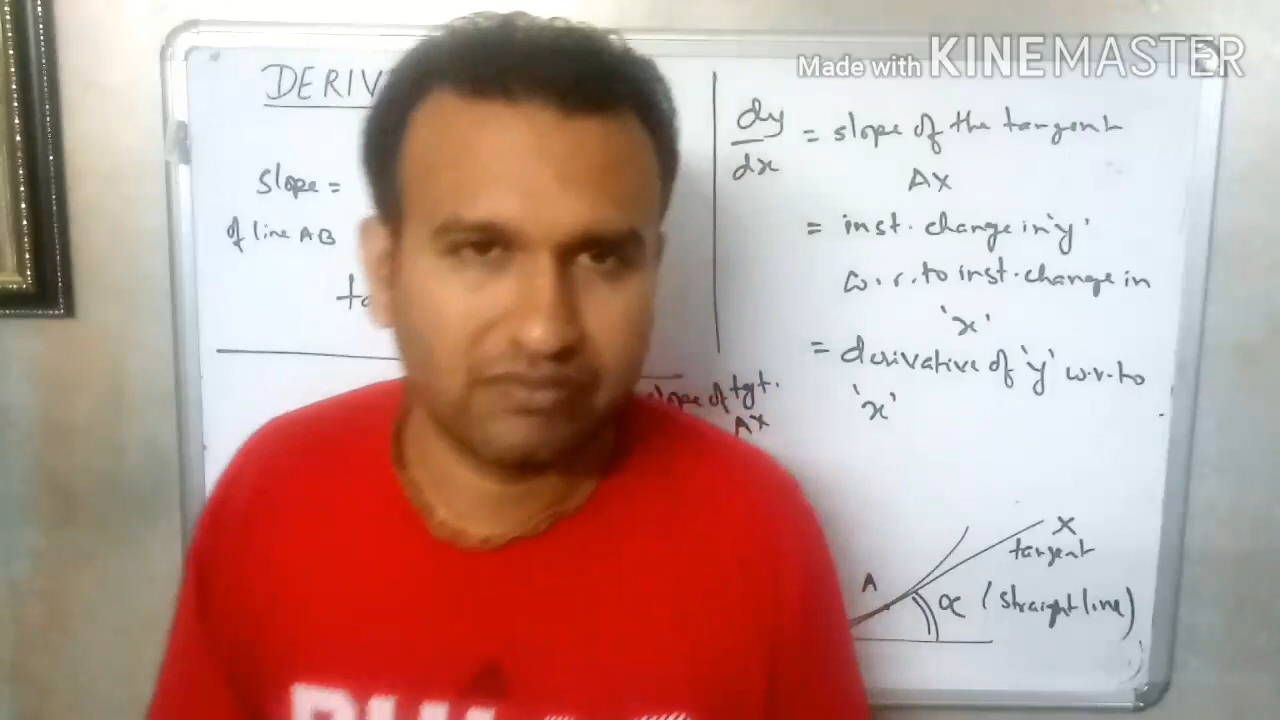 Made with KINEMASTER
DERIV
slope =
of line AB
dy
dx
= slope of the tangent
AX
= inst. change in 'y'
w.r.to inst. change in
'x'
= derivative of 'y' w.r.to
'x'
slope of tgt.
AX
X
tangent
A
α (straight line)